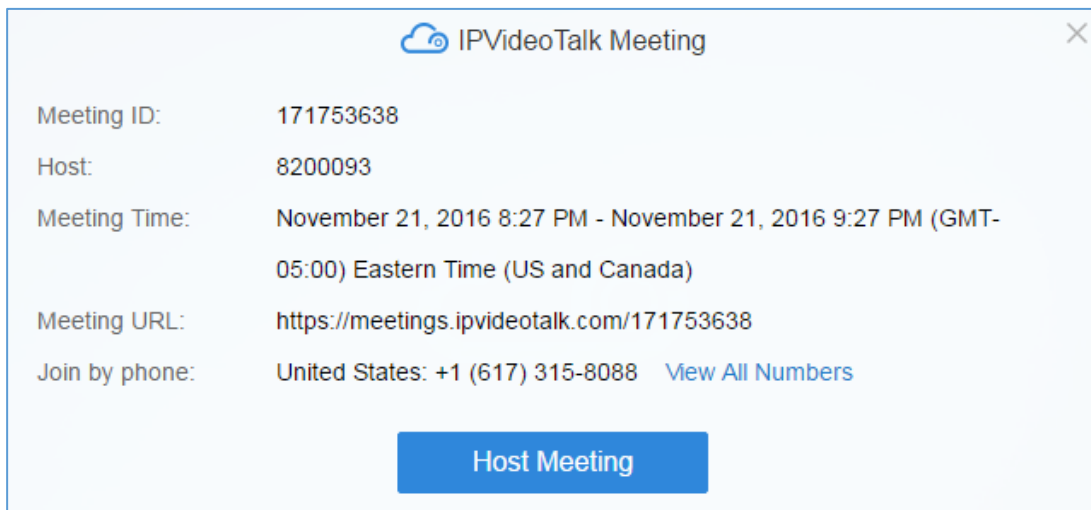 IPVideoTalk Meeting
Meeting ID: 171753638
Host: 8200093
Meeting Time: November 21, 2016 8:27 PM - November 21, 2016 9:27 PM (GMT-
05:00) Eastern Time (US and Canada)
Meeting URL: https://meetings.ipvideotalk.com/171753638
Join by phone: United States: +1 (617) 315-8088 View All Numbers
Host Meeting